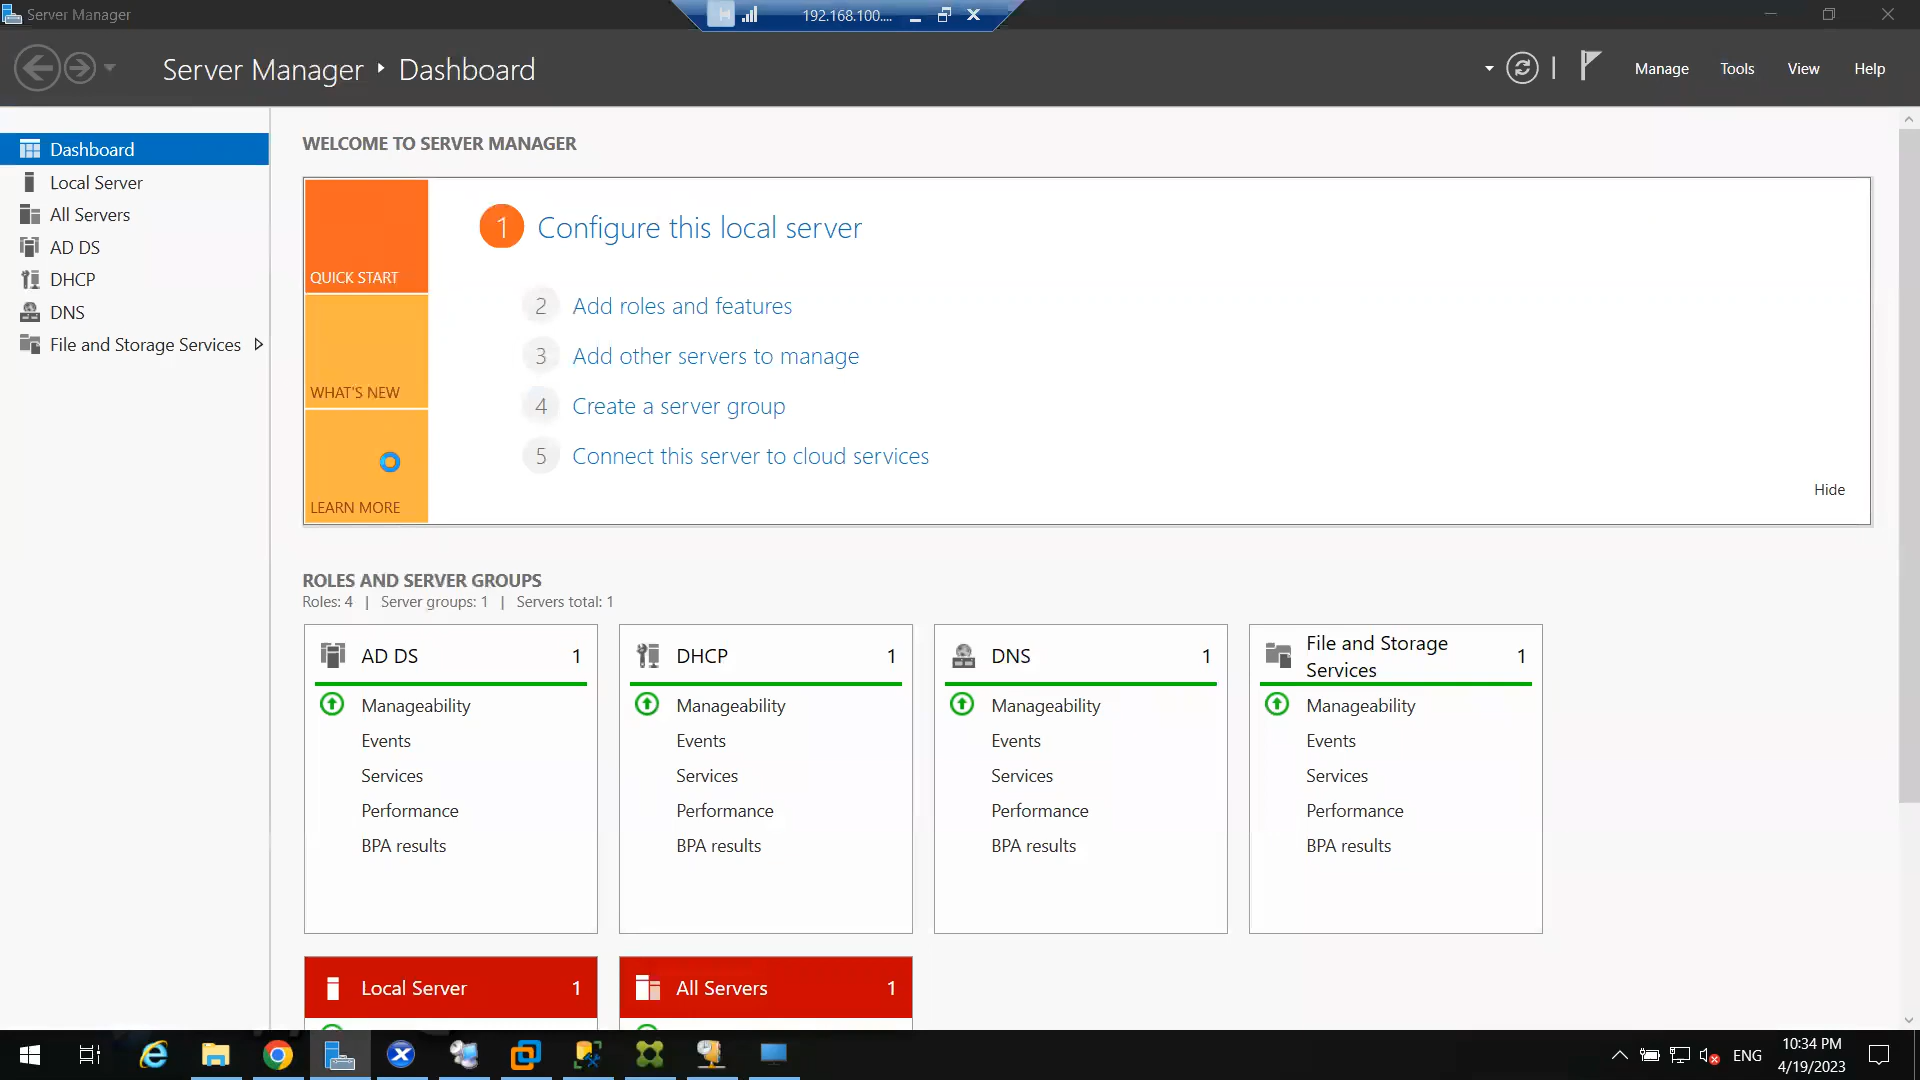 Server Manager
192.168.100....
Server Manager Dashboard
Manage Tools View Help
Dashboard
Local Server
All Servers
AD DS
DHCP
DNS
File and Storage Services
WELCOME TO SERVER MANAGER
QUICK START
WHAT'S NEW
LEARN MORE
1 Configure this local server
2 Add roles and features
3 Add other servers to manage
4 Create a server group
5 Connect this server to cloud services
Hide
ROLES AND SERVER GROUPS
Roles: 4 | Server groups: 1 | Servers total: 1
AD DS 1
Manageability
Events
Services
Performance
BPA results
DHCP 1
Manageability
Events
Services
Performance
BPA results
DNS 1
Manageability
Events
Services
Performance
BPA results
File and Storage
Services 1
Manageability
Events
Services
Performance
BPA results
Local Server 1
All Servers 1
ENG
10:34 PM
4/19/2023